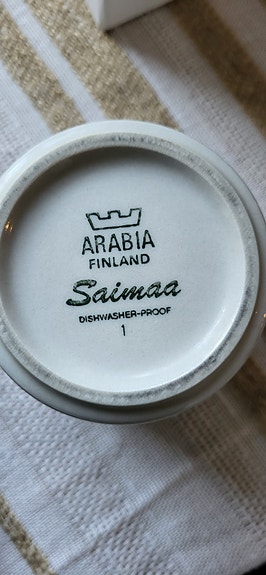 ARABIA
FINLAND
Saimaa
DISHWASHER-PROOF
1